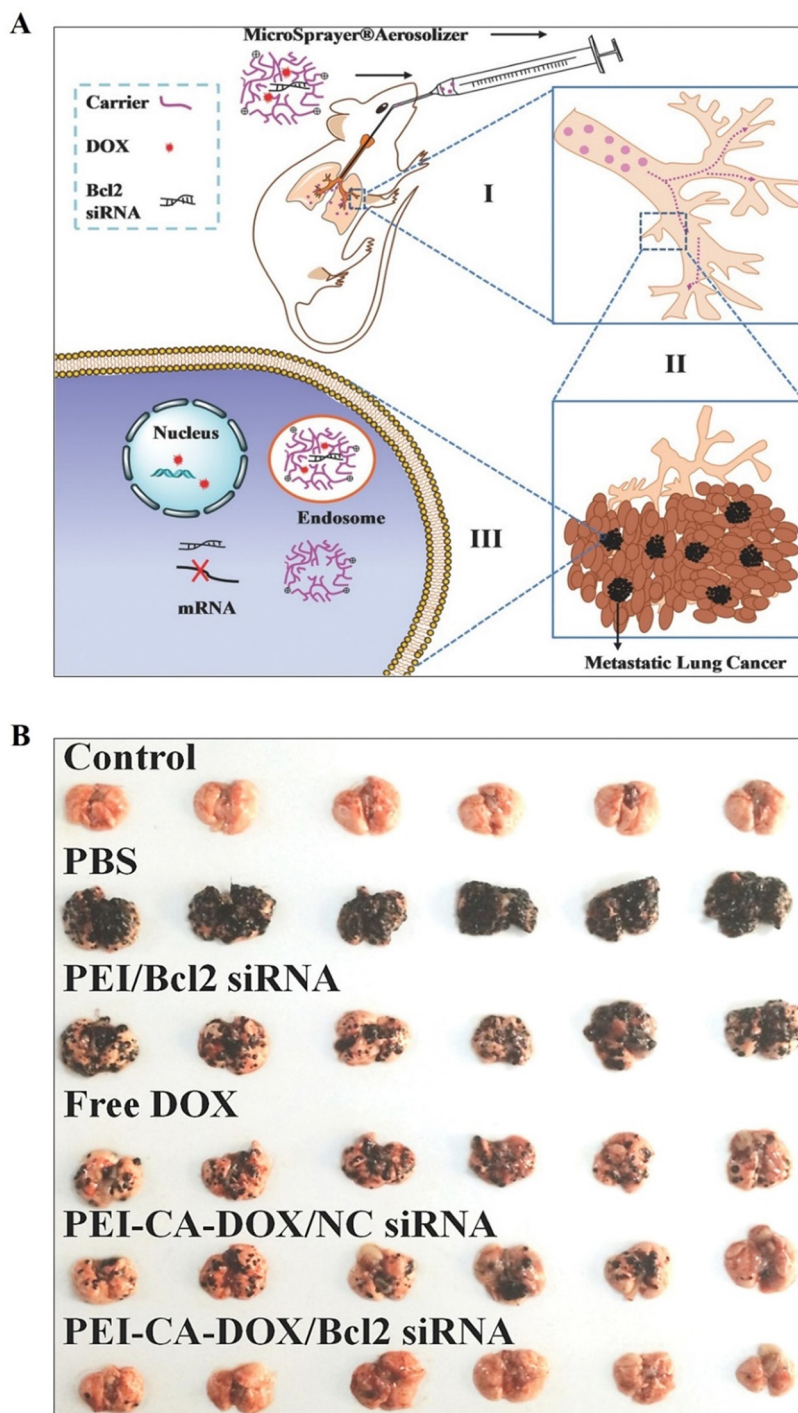 A
MicroSprayer®Aerosolizer
Carrier
DOX
Bcl2
siRNA
I
II
Nucleus
Endosome
III
mRNA
Metastatic Lung Cancer
B
Control
PBS
PEI/Bcl2 siRNA
Free DOX
PEI-CA-DOX/NC siRNA
PEI-CA-DOX/Bcl2 siRNA